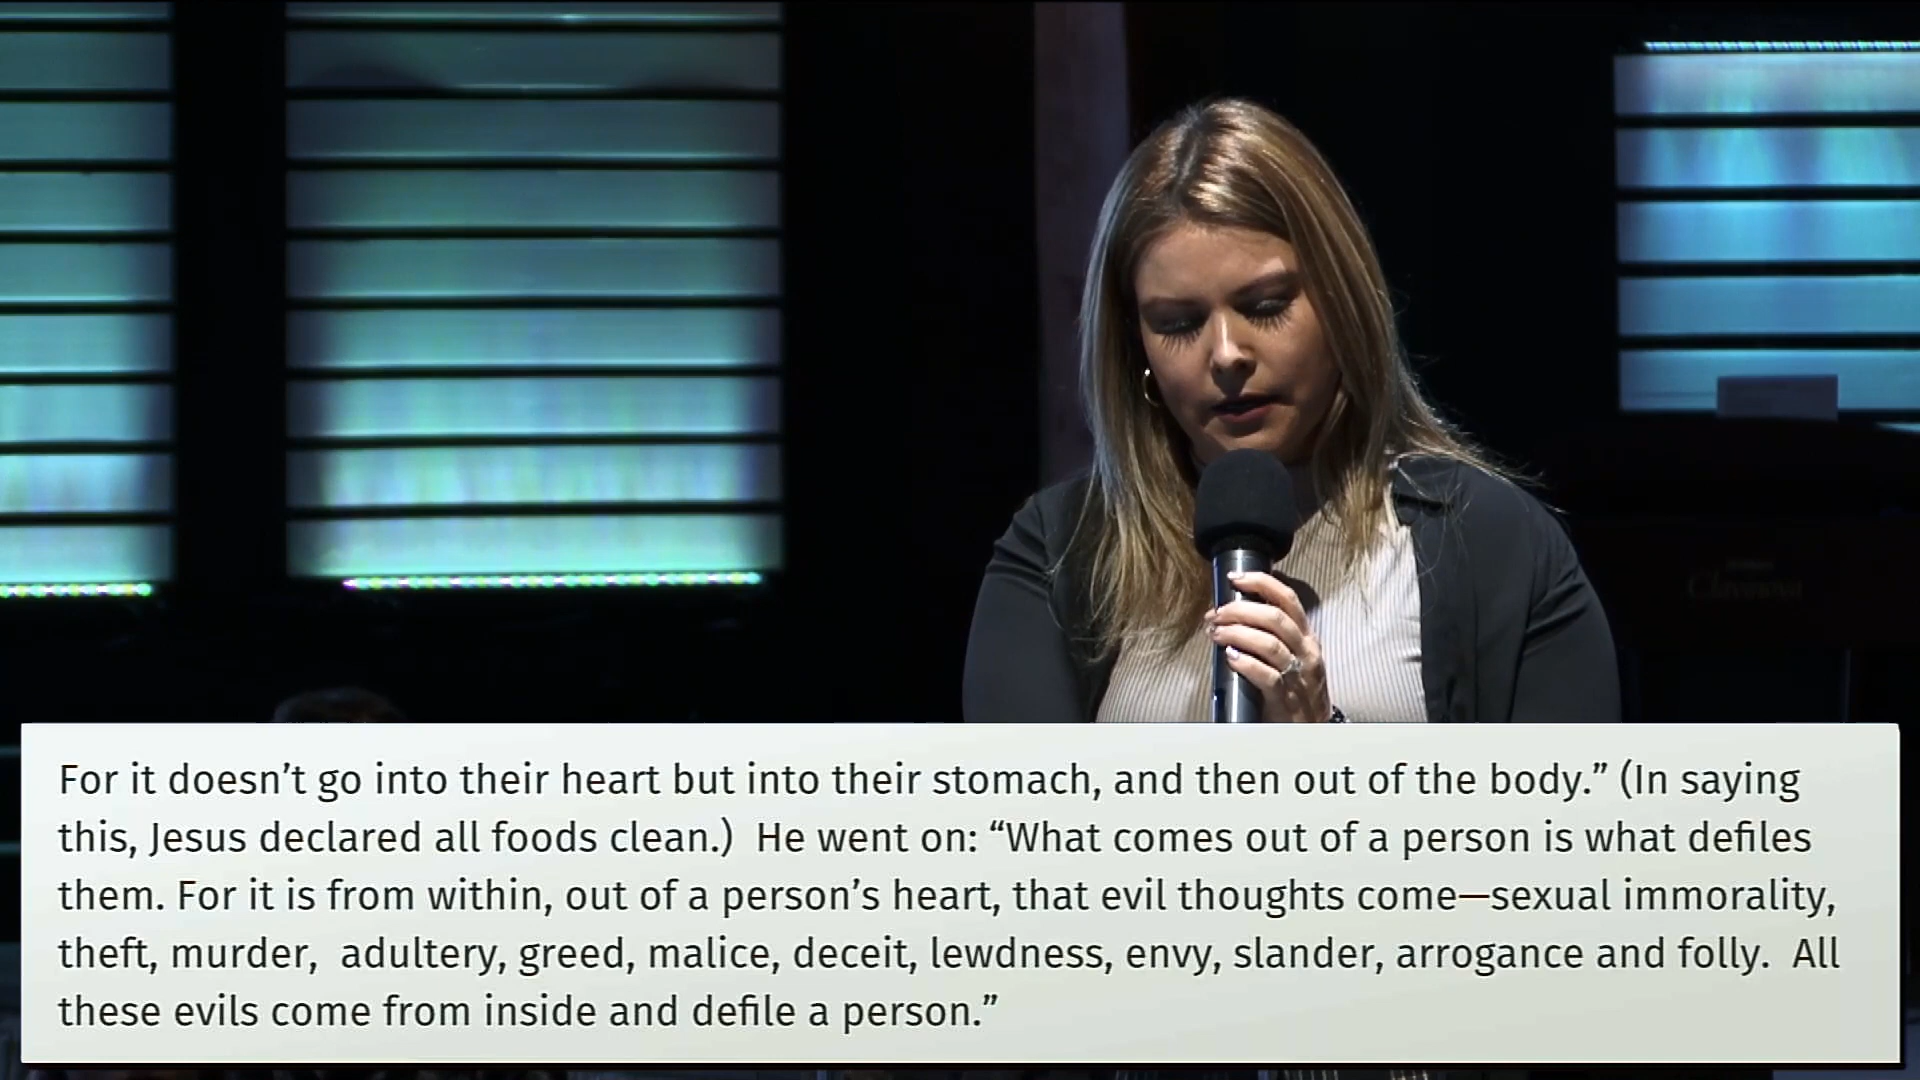 For it doesn’t go into their heart but into their stomach, and then out of the body.” (In saying
this, Jesus declared all foods clean.)  He went on: “What comes out of a person is what defiles
them. For it is from within, out of a person’s heart, that evil thoughts come—sexual immorality,
theft, murder,  adultery, greed, malice, deceit, lewdness, envy, slander, arrogance and folly.  All
these evils come from inside and defile a person.”
Clavinova